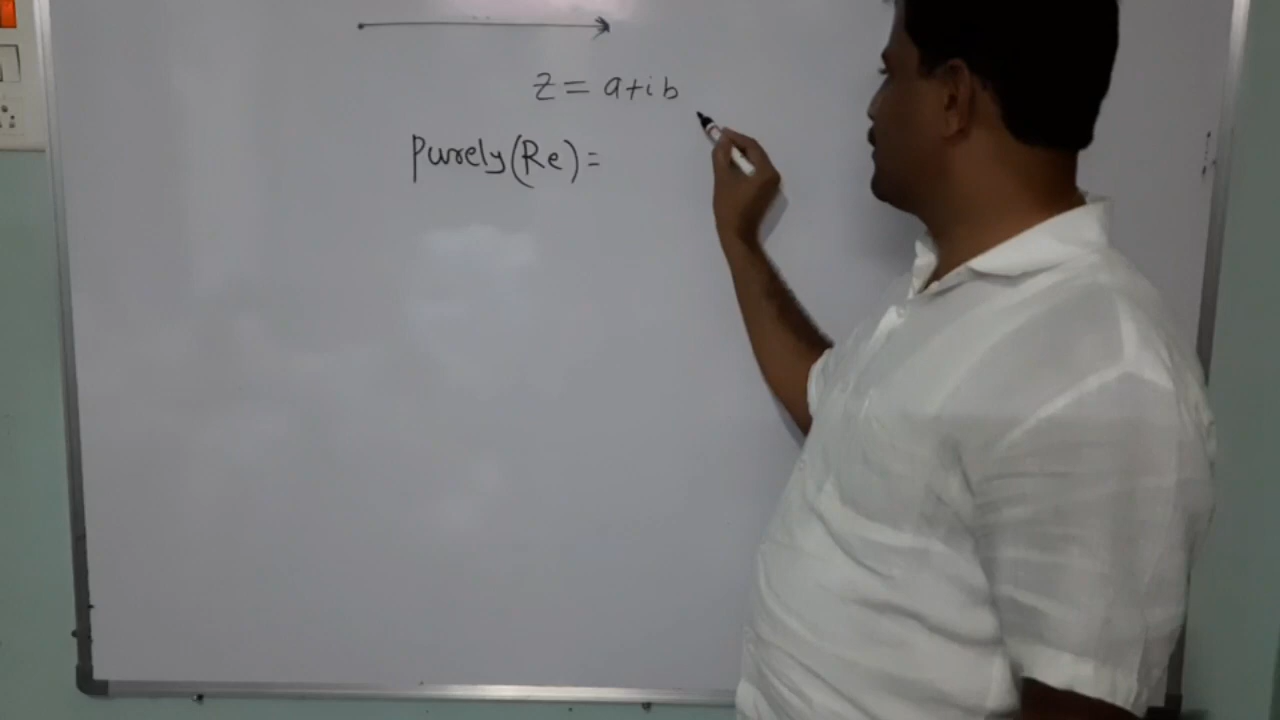 z = a+ib
Purely(Re)=